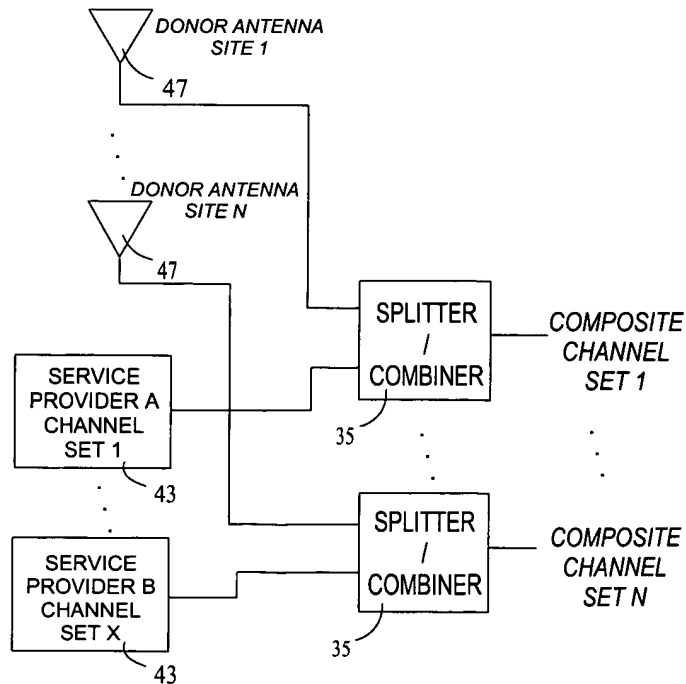 DONOR ANTENNA
SITE 1
47
DONOR ANTENNA
SITE N
47
SPLITTER
/
COMBINER
35
COMPOSITE
CHANNEL
SET 1
SERVICE
PROVIDER A
CHANNEL
SET 1
43
SPLITTER
/
COMBINER
35
COMPOSITE
CHANNEL
SET N
SERVICE
PROVIDER B
CHANNEL
SET X
43